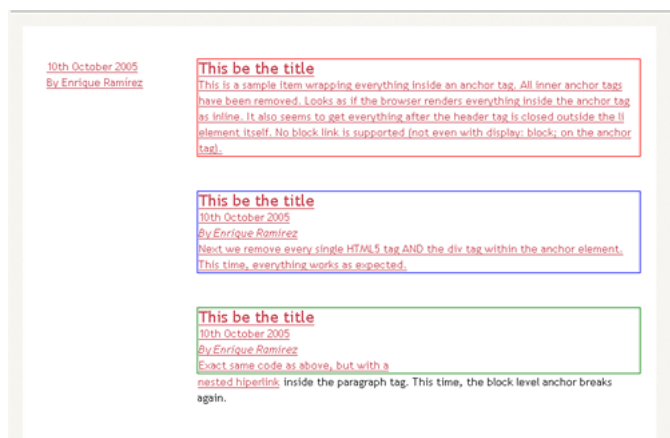 10th October 2005
By Enrique Ramírez
This be the title
This is a sample item wrapping everything inside an anchor tag. All inner anchor tags
have been removed. Looks as if the browser renders everything inside the anchor tag
as inline. It also seems to get everything after the header tag is closed outside the li
element itself. No block link is supported (not even with display: block; on the anchor
tag).
This be the title
10th October 2005
By Enrique Ramírez
Next we remove every single HTML5 tag AND the div tag within the anchor element.
This time, everything works as expected.
This be the title
10th October 2005
By Enrique Ramírez
Exact same code as above, but with a
nested hiperlink inside the paragraph tag. This time, the block level anchor breaks
again.